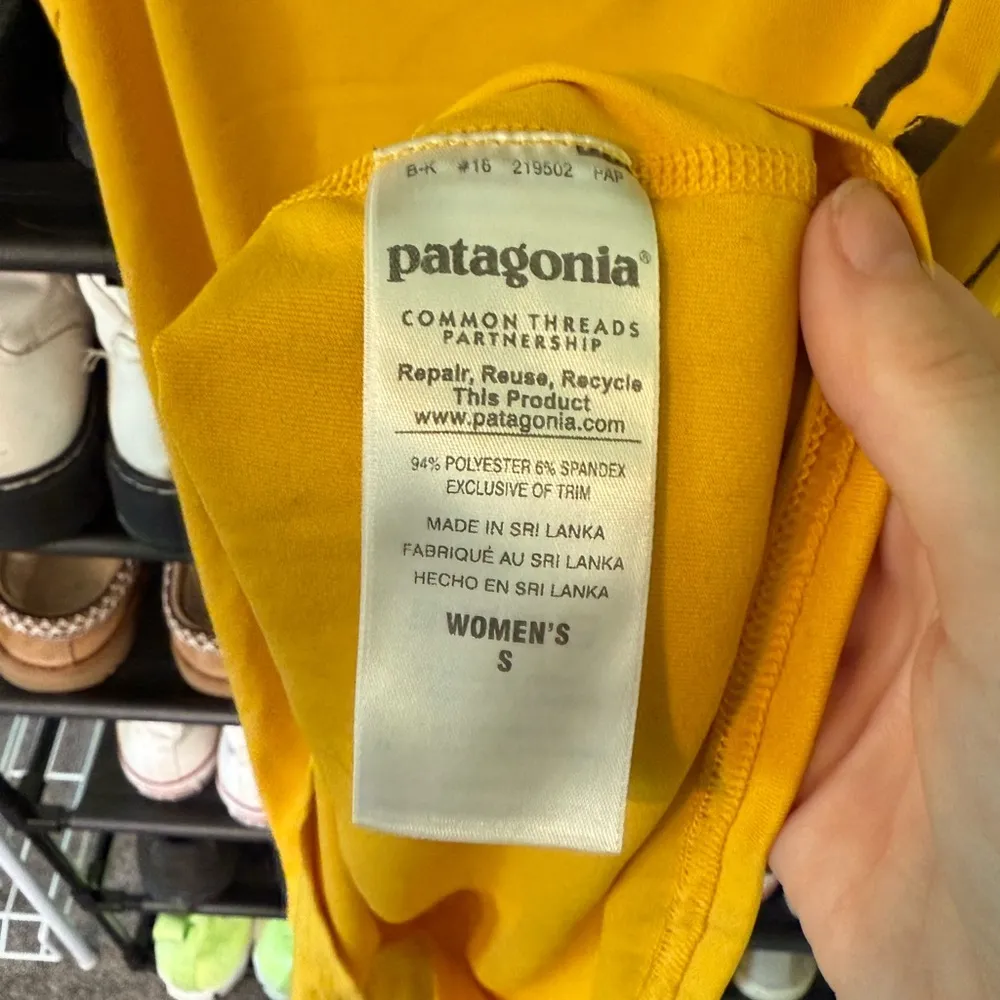 B-K #16 219502 PAP
patagonia®
COMMON THREADS
PARTNERSHIP
Repair, Reuse, Recycle
This Product
www.patagonia.com
94% POLYESTER 6% SPANDEX
EXCLUSIVE OF TRIM
MADE IN SRI LANKA
FABRIQUÉ AU SRI LANKA
HECHO EN SRI LANKA
WOMEN'S
S